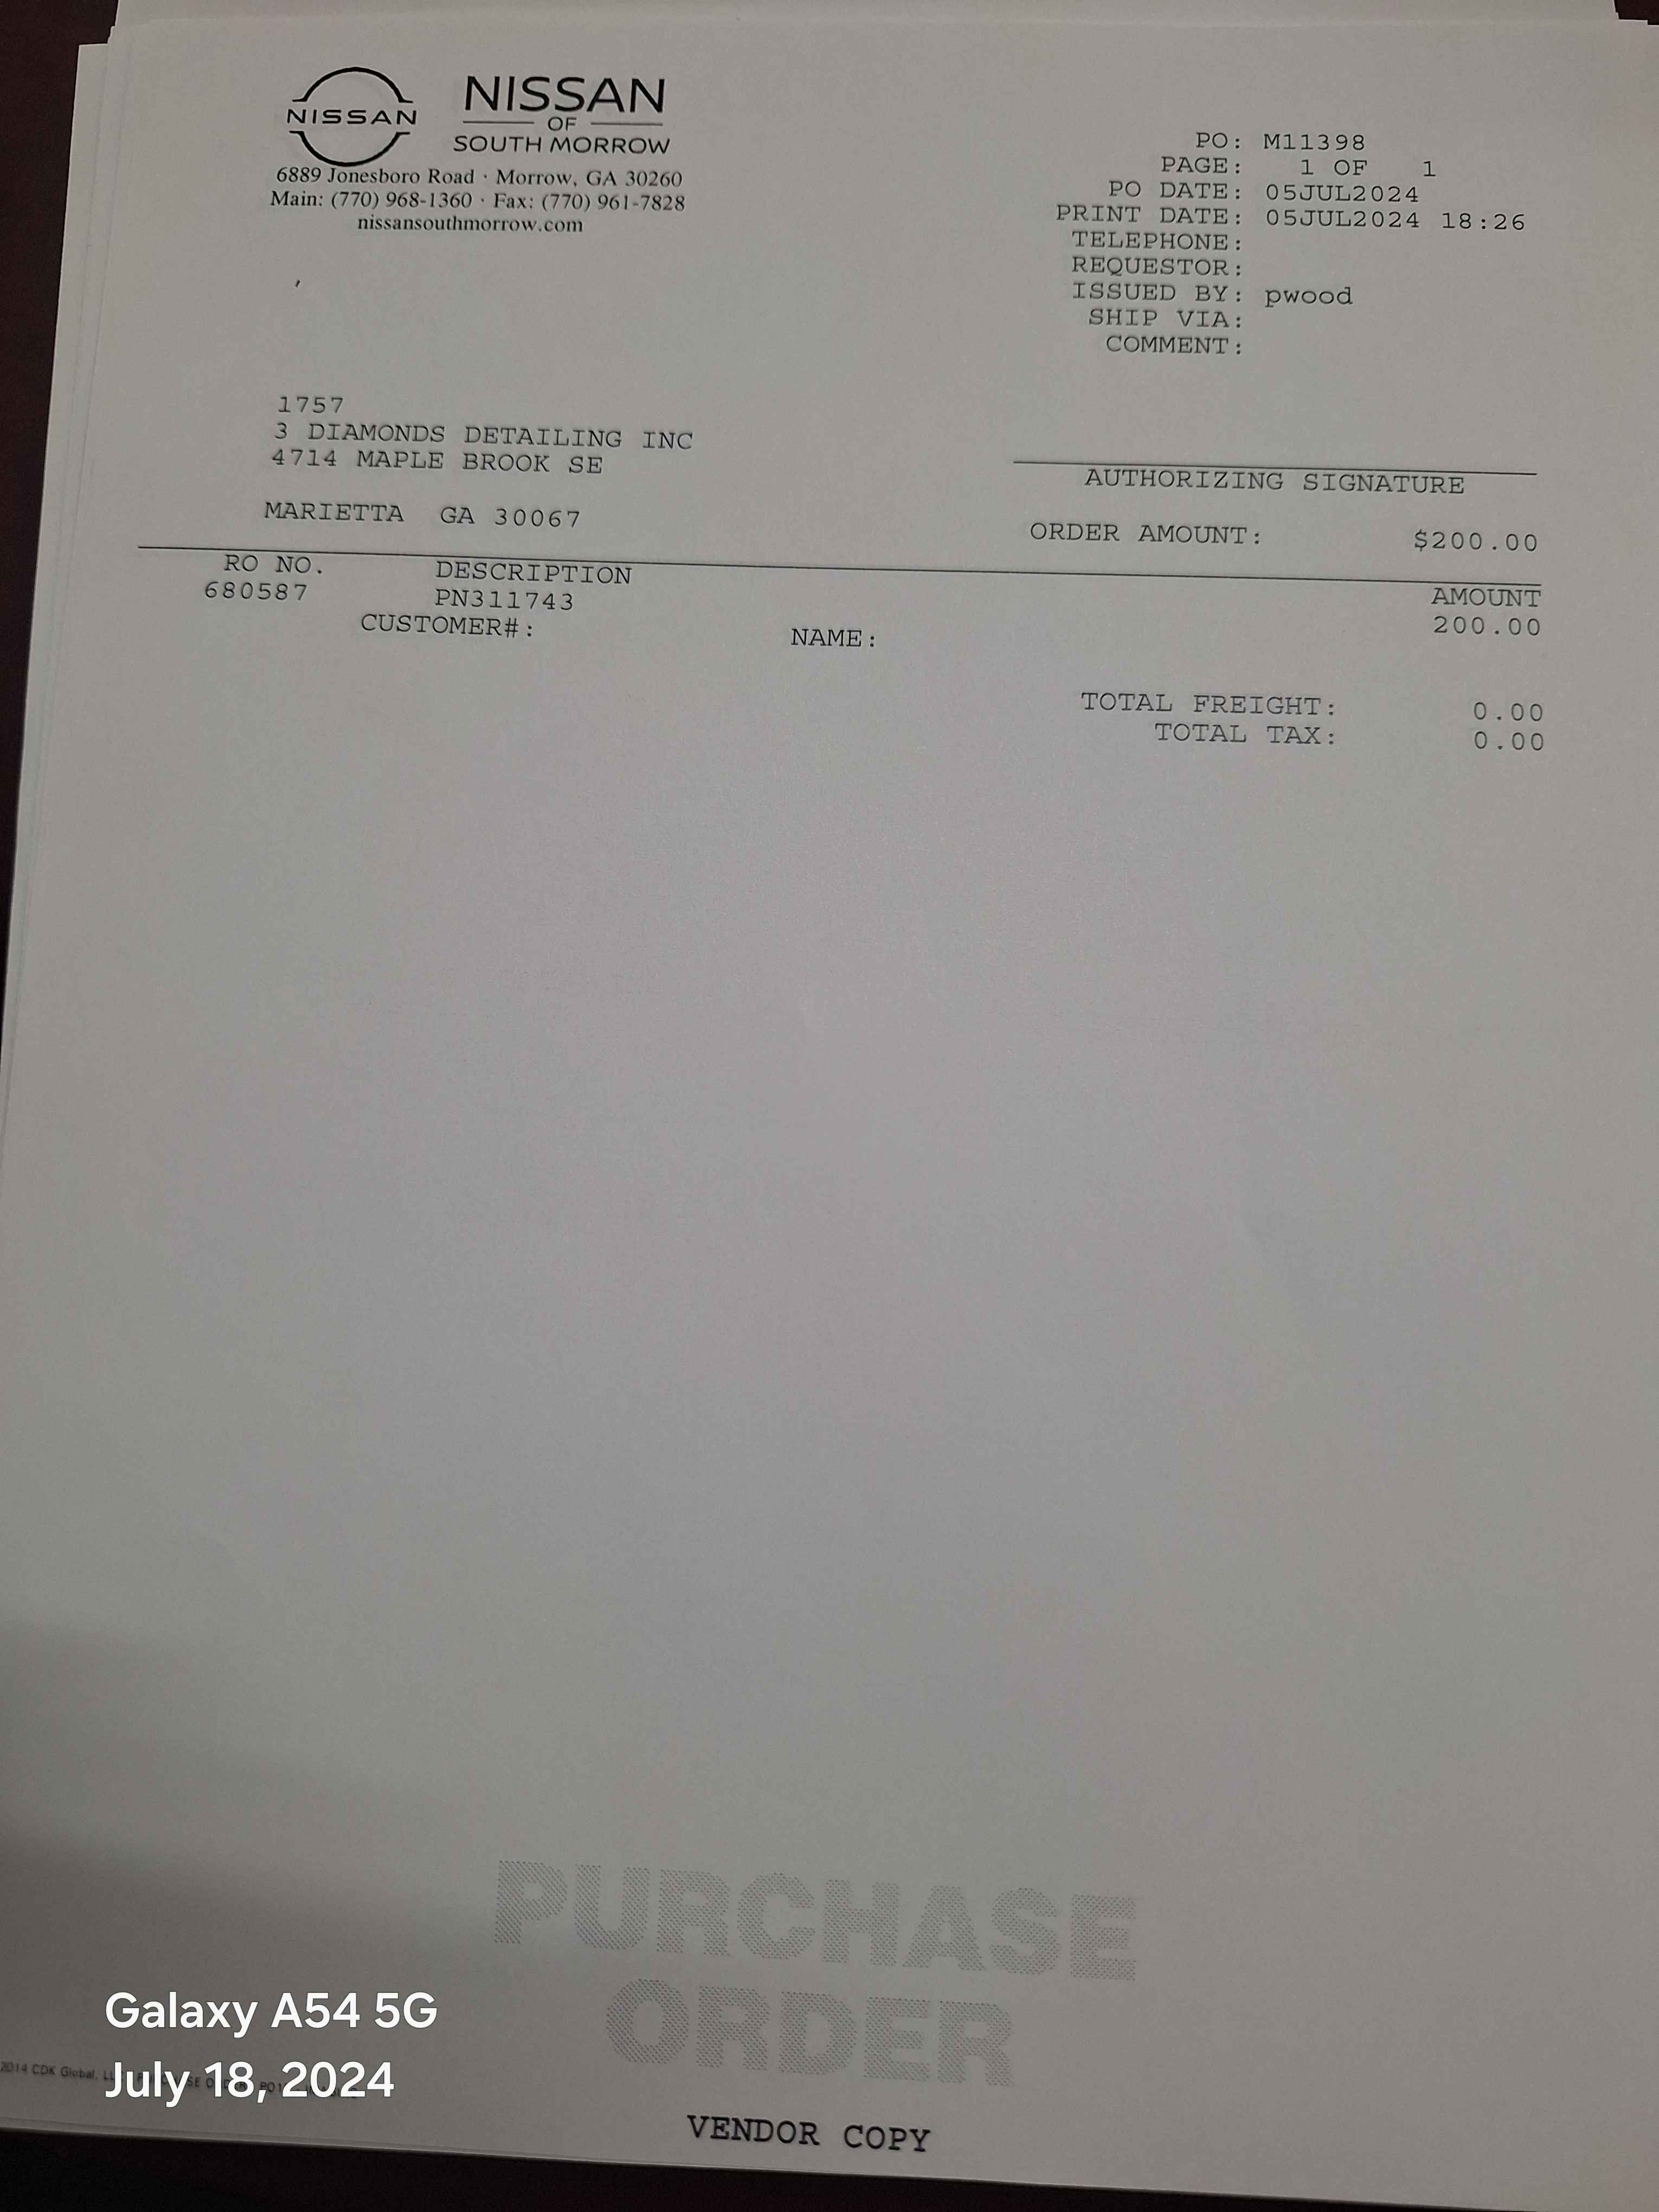 NISSAN
NISSAN
OF
SOUTH MORROW
6889 Jonesboro Road · Morrow, GA 30260
Main: (770) 968-1360 · Fax: (770) 961-7828
nissansouthmorrow.com
PO: M11398
PAGE: 1 OF 1
PO DATE: 05JUL2024
PRINT DATE: 05JUL2024 18:26
TELEPHONE:
REQUESTOR:
ISSUED BY: pwood
SHIP VIA:
COMMENT:
1757
3 DIAMONDS DETAILING INC
4714 MAPLE BROOK SE
MARIETTA GA 30067
AUTHORIZING SIGNATURE
ORDER AMOUNT: $200.00
RO NO. DESCRIPTION AMOUNT
680587 PN311743 200.00
CUSTOMER#: NAME:
TOTAL FREIGHT: 0.00
TOTAL TAX: 0.00
PURCHASE
ORDER
Galaxy A54 5G
July 18, 2024
2014 CDK Global,
VENDOR COPY